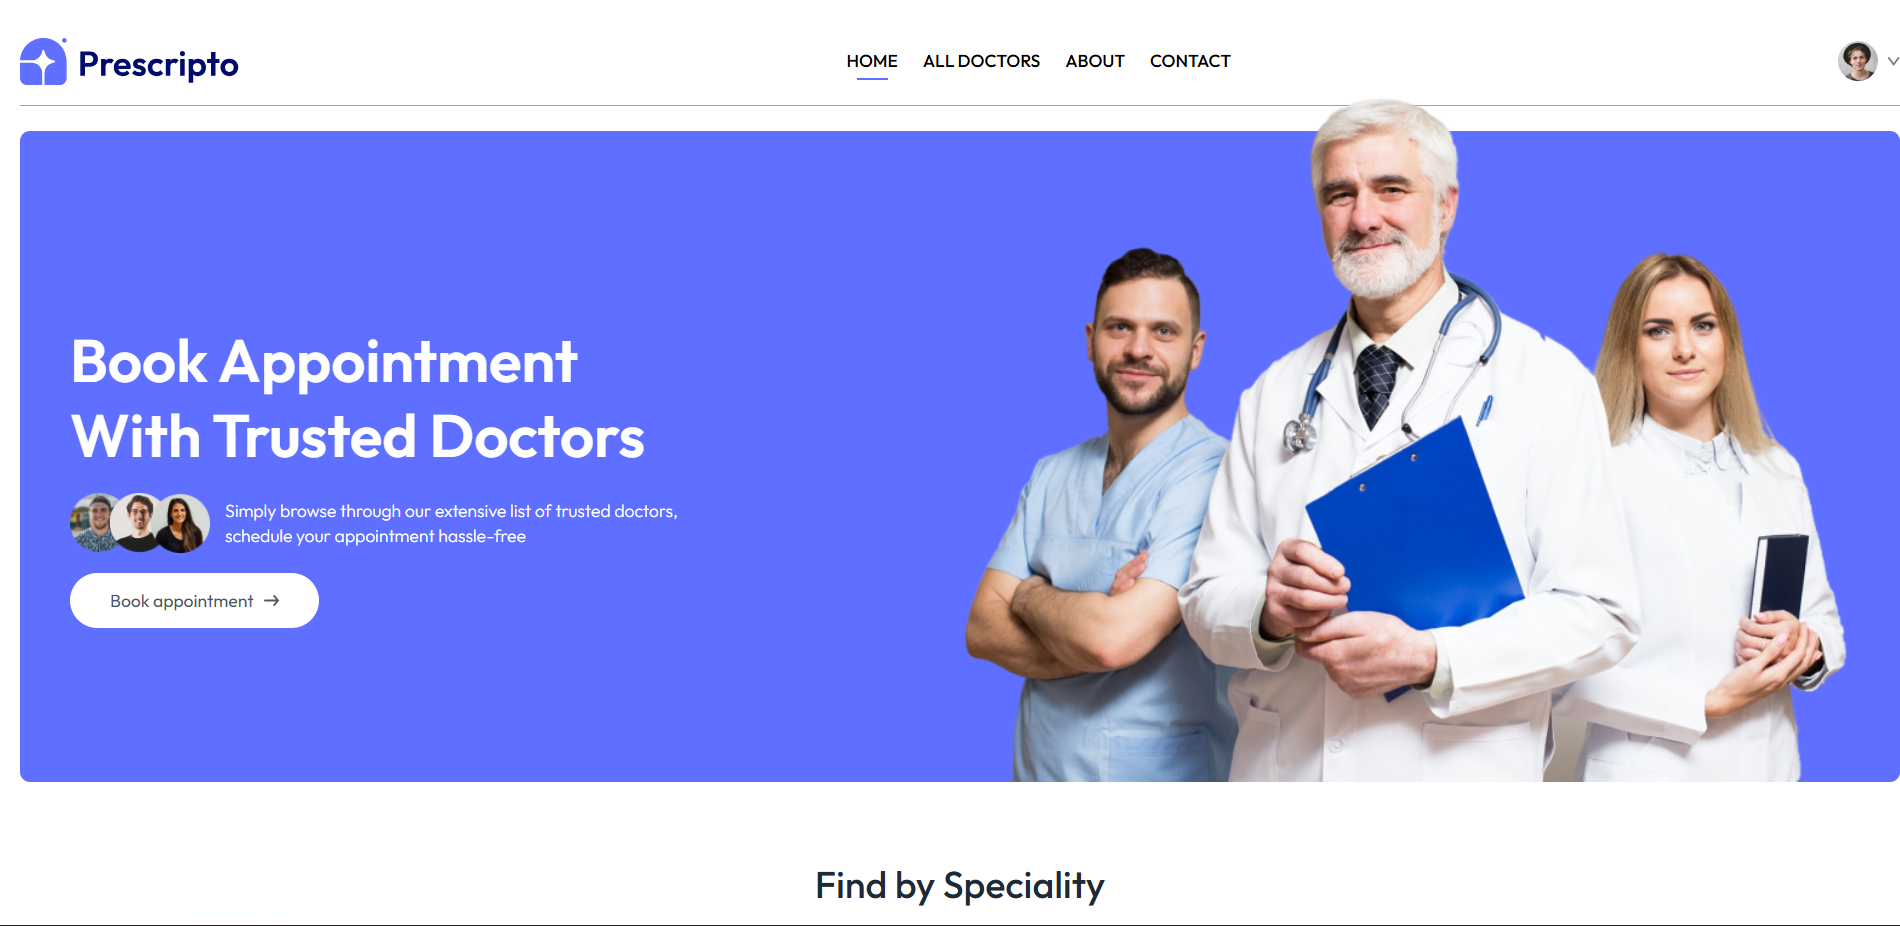 Prescripto
HOME
ALL DOCTORS
ABOUT
CONTACT
Book Appointment
With Trusted Doctors
Simply browse through our extensive list of trusted doctors,
schedule your appointment hassle-free
Book appointment →
Find by Speciality